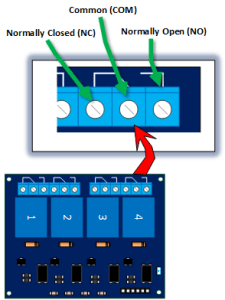 Common (COM)
Normally Closed (NC)
Normally Open (NO)
1
2
3
4